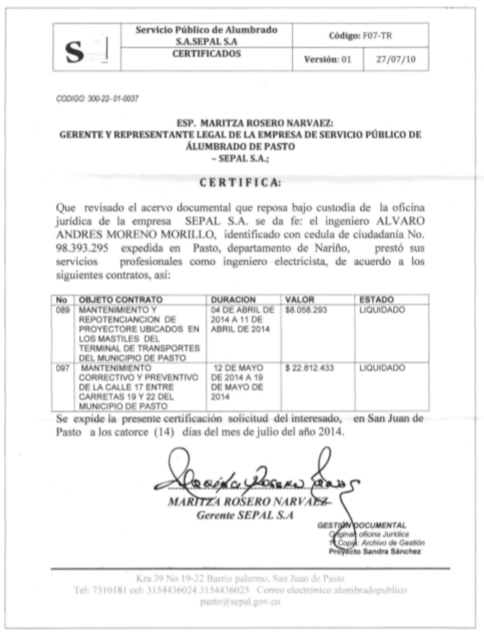 S
Servicio Público de Alumbrado
S.A.SEPAL S.A
CERTIFICADOS
Código: F07-TR
Versión: 01
27/07/10
CODIGO: 300-22- 01-0037
ESP. MARITZA ROSERO NARVAEZ:
GERENTE Y REPRESENTANTE LEGAL DE LA EMPRESA DE SERVICIO PÚBLICO DE
ÁLUMBRADO DE PASTO
– SEPAL S.A.;
CERTIFICA:
Que revisado el acervo documental que reposa bajo custodia de la oficina
jurídica de la empresa SEPAL S.A. se da fe: el ingeniero ALVARO
ANDRES MORENO MORILLO, identificado con cedula de ciudadanía No.
98.393.295 expedida en Pasto, departamento de Nariño, prestó sus
servicios profesionales como ingeniero electricista, de acuerdo a los
siguientes contratos, así:
No OBJETO CONTRATO DURACION VALOR ESTADO
089 MANTENIMIENTO Y 04 DE ABRIL DE $8.058.293 LIQUIDADO
REPOTENCIANCION DE 2014 A 11 DE
PROYECTORE UBICADOS EN ABRIL DE 2014
LOS MASTILES DEL
TERMINAL DE TRANSPORTES
DEL MUNICIPIO DE PASTO
097 MANTENIMIENTO 12 DE MAYO $ 22.812.433 LIQUIDADO
CORRECTIVO Y PREVENTIVO DE 2014 A 19
DE LA CALLE 17 ENTRE DE MAYO DE
CARRETAS 19 Y 22 DEL 2014
MUNICIPIO DE PASTO
Se expide la presente certificación solicitud del interesado, en San Juan de
Pasto a los catorce (14) días del mes de julio del año 2014.
MARITZA ROSERO NARVAEZ
Gerente SEPAL S.A
GESTIÓN DOCUMENTAL
Original: oficina Jurídica
1 Copia: Archivo de Gestión
Proyecto Sandra Sánchez
Kra 39 No 19-32 Barrio palermo, San Juan de Pasto
Tel: 7310181 cel: 3154436024 3154436025 Correo electrónico alumbradopublico
pasto@sepal.gov.co